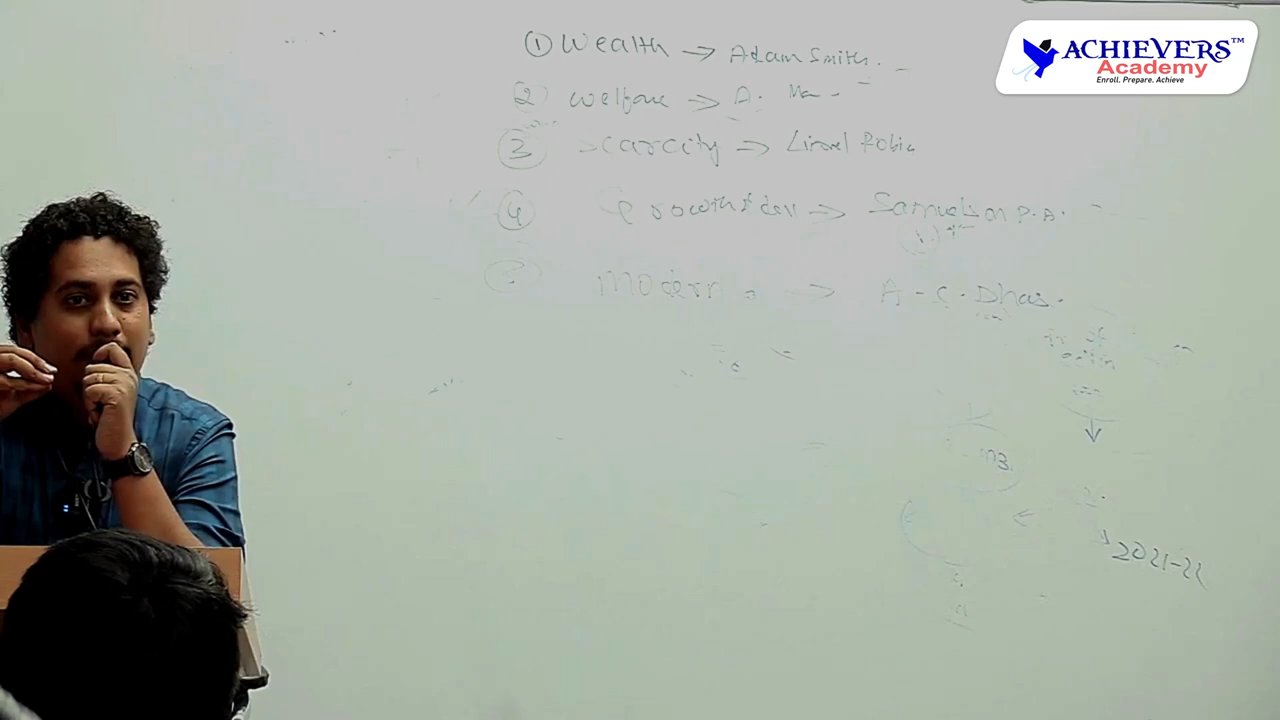 ① Wealth → Adam Smith.
② Welfare → A. Ma
③ Scarcity → Lionel Robin
④ Growth & dev → Samuelson P.A.
Modern → A-C. Dhas.
2021-22
ACHIEVERS™
Academy
Enroll. Prepare. Achieve